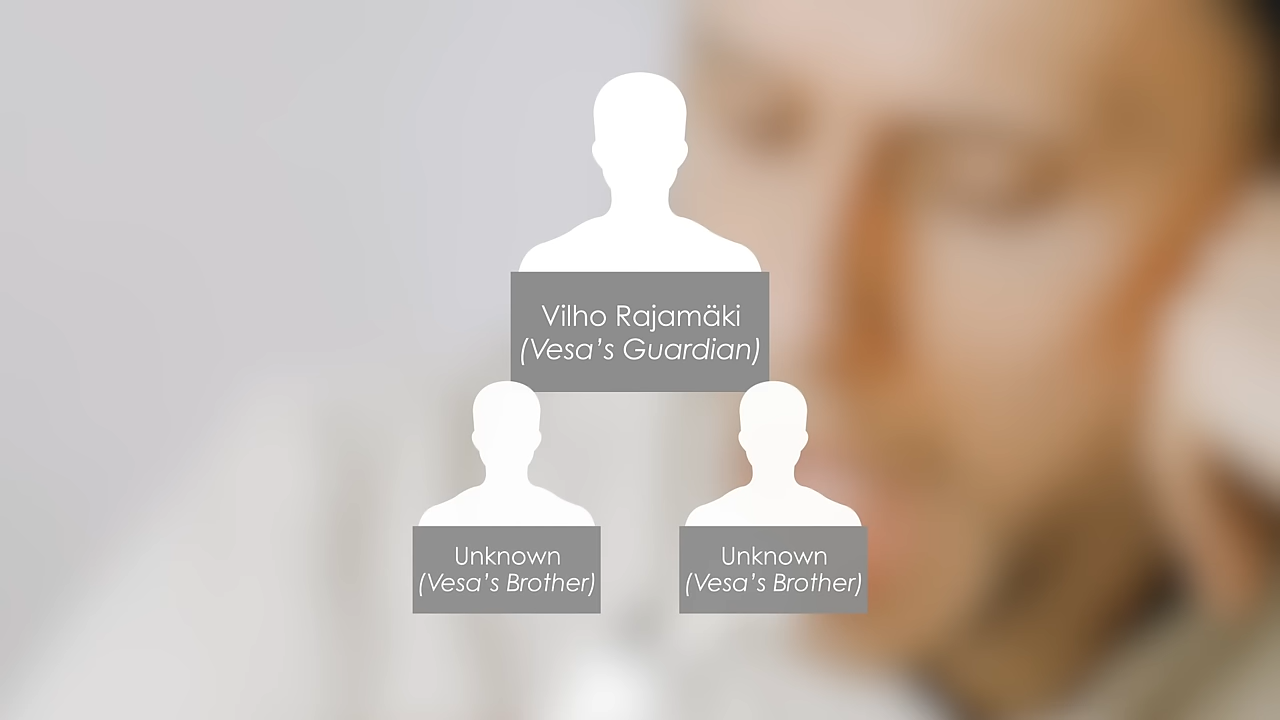 Vilho Rajamäki
(Vesa's Guardian)
Unknown
(Vesa's Brother)
Unknown
(Vesa's Brother)